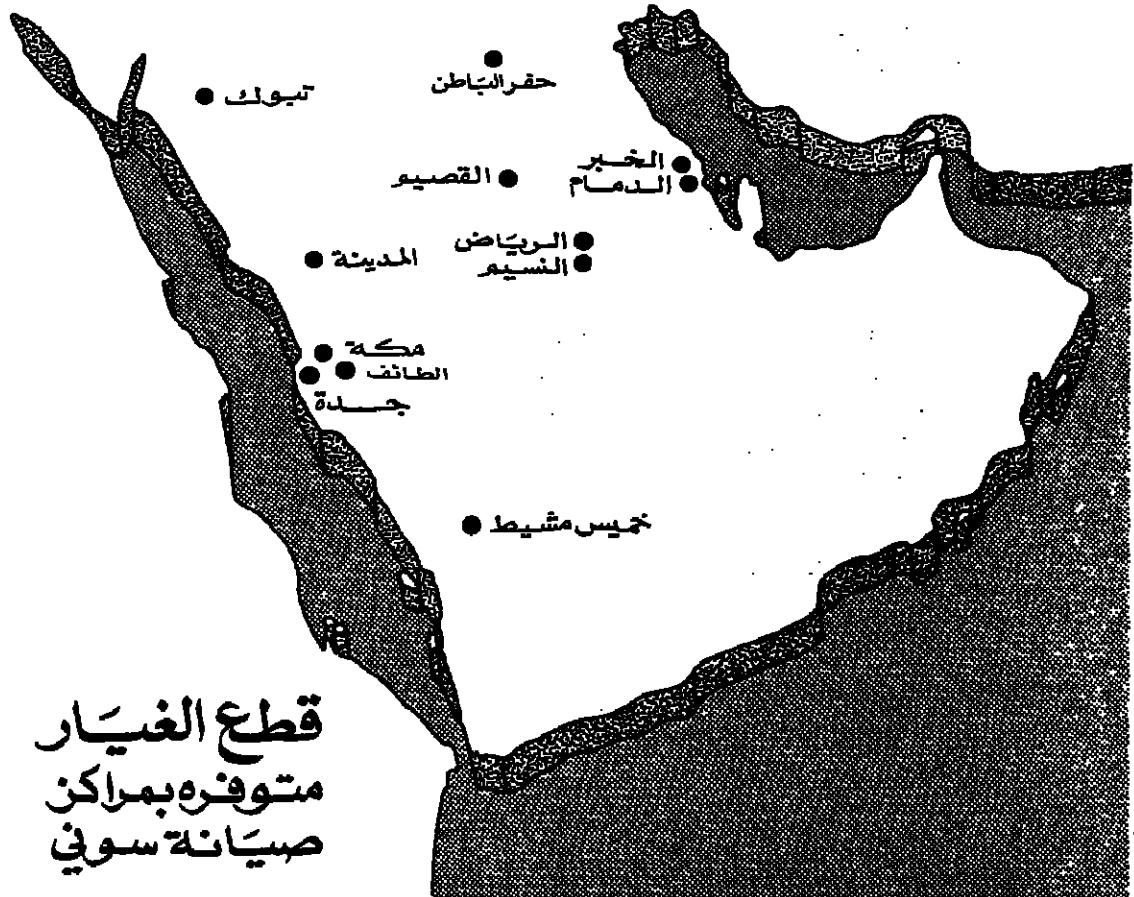 حفر الباطن
تبوك
الخبر
الدمام
القصيم
الرياض
النسيم
المدينة
مكة
الطائف
جدة
خميس مشيط
قطع الغيار
متوفره بمراكز
صيانة سوني